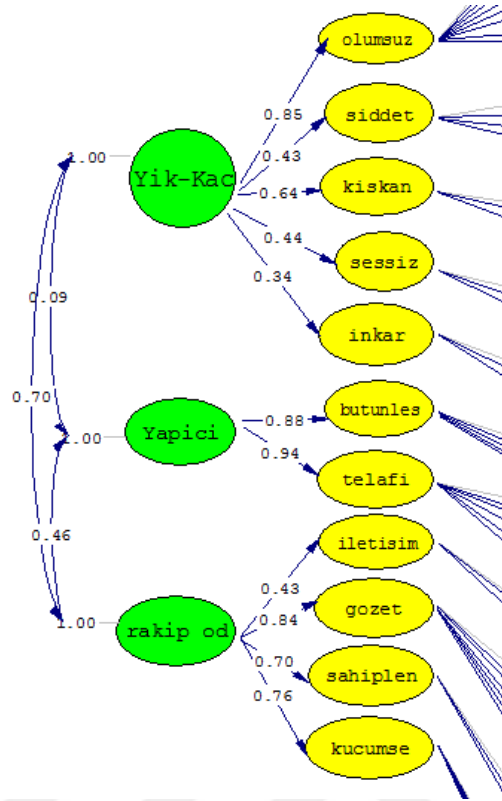 olumsuz
0.85
siddet
0.43
kiskan
1.00
Yik-Kac
0.64
0.44
sessiz
0.34
0.09
inkar
0.70
butunles
0.88
Yapici
1.00
0.94
telafi
0.46
iletisim
0.43
gozet
0.84
1.00
rakip od
0.70
sahiplen
0.76
kucumse